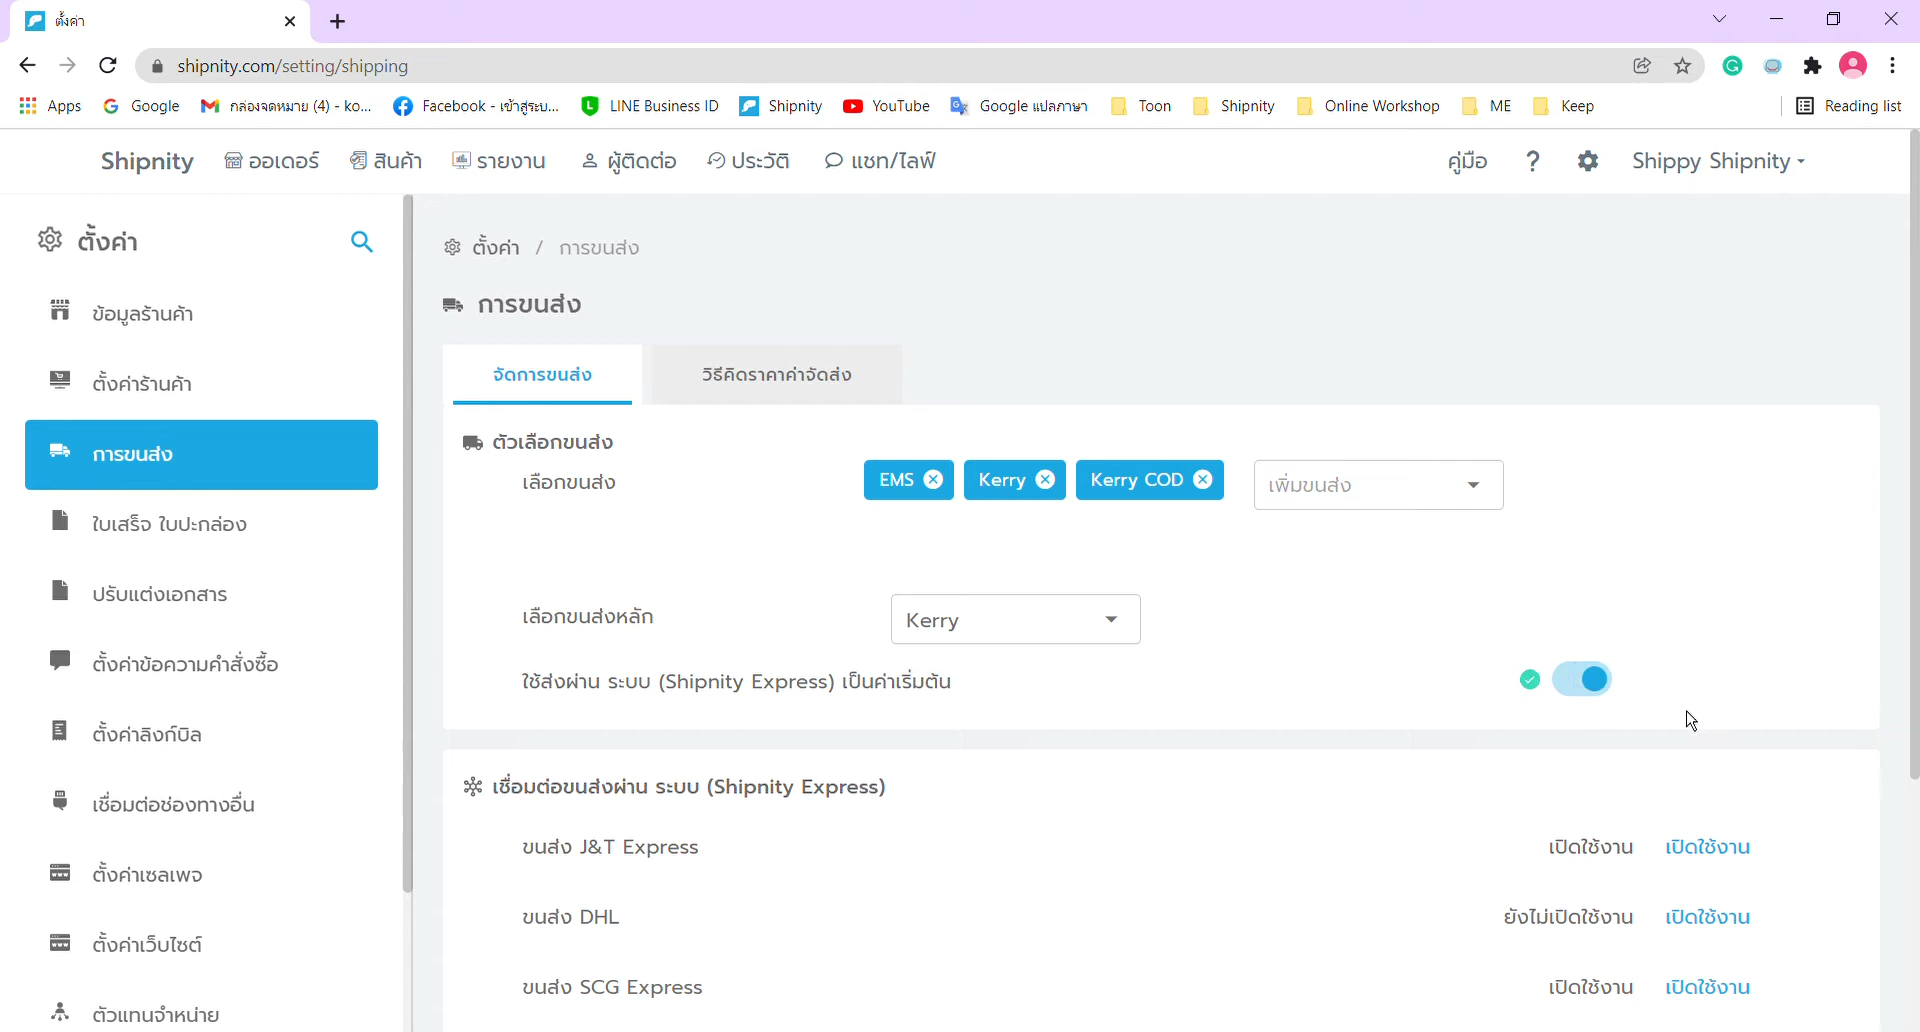 ตั้งค่า
shipnity.com/setting/shipping
Apps Google กล่องจดหมาย (4) - ko... Facebook - เข้าสู่ระบ... LINE Business ID Shipnity YouTube Google แปลภาษา Toon Shipnity Online Workshop ME Keep Reading list
Shipnity ออเดอร์ สินค้า รายงาน ผู้ติดต่อ ประวัติ แชท/ไลฟ์ คู่มือ ? Shippy Shipnity
ตั้งค่า
ข้อมูลร้านค้า
ตั้งค่าร้านค้า
การขนส่ง
ใบเสร็จ ใบปะกล่อง
ปรับแต่งเอกสาร
ตั้งค่าข้อความคำสั่งซื้อ
ตั้งค่าลิงก์บิล
เชื่อมต่อช่องทางอื่น
ตั้งค่าเซลเพจ
ตั้งค่าเว็บไซต์
ตัวแทนจำหน่าย
ตั้งค่า / การขนส่ง
การขนส่ง
จัดการขนส่ง วิธีคิดราคาค่าจัดส่ง
ตัวเลือกขนส่ง
เลือกขนส่ง EMS Kerry Kerry COD เพิ่มขนส่ง
เลือกขนส่งหลัก Kerry
ใช้ส่งผ่าน ระบบ (Shipnity Express) เป็นค่าเริ่มต้น
เชื่อมต่อขนส่งผ่าน ระบบ (Shipnity Express)
ขนส่ง J&T Express เปิดใช้งาน เปิดใช้งาน
ขนส่ง DHL ยังไม่เปิดใช้งาน เปิดใช้งาน
ขนส่ง SCG Express เปิดใช้งาน เปิดใช้งาน